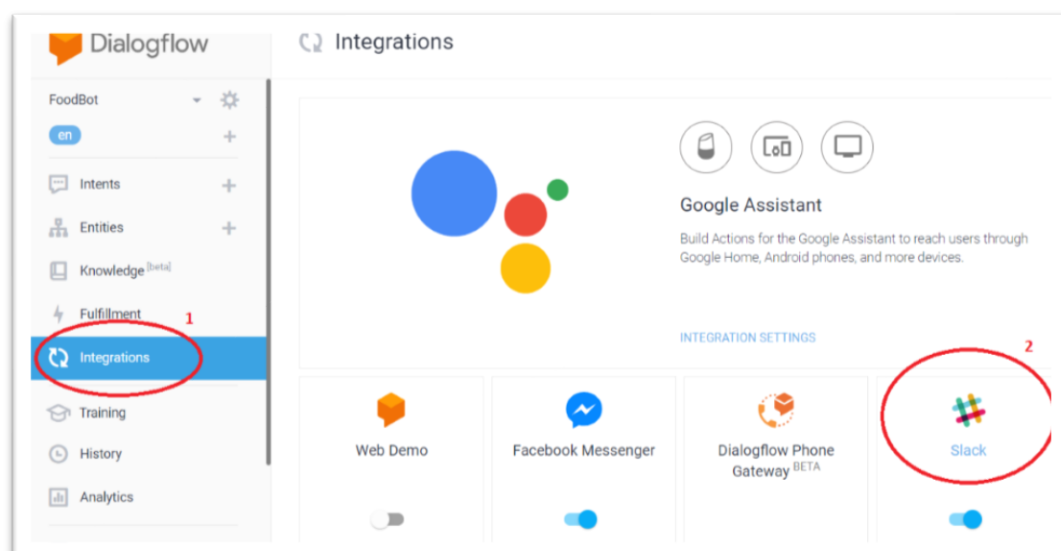 Dialogflow
Integrations
FoodBot
en
Intents
Entities
Knowledge [beta]
Fulfillment
1
Integrations
Training
History
Analytics
Google Assistant
Build Actions for the Google Assistant to reach users through
Google Home, Android phones, and more devices.
INTEGRATION SETTINGS
2
Web Demo
Facebook Messenger
Dialogflow Phone
Gateway BETA
Slack